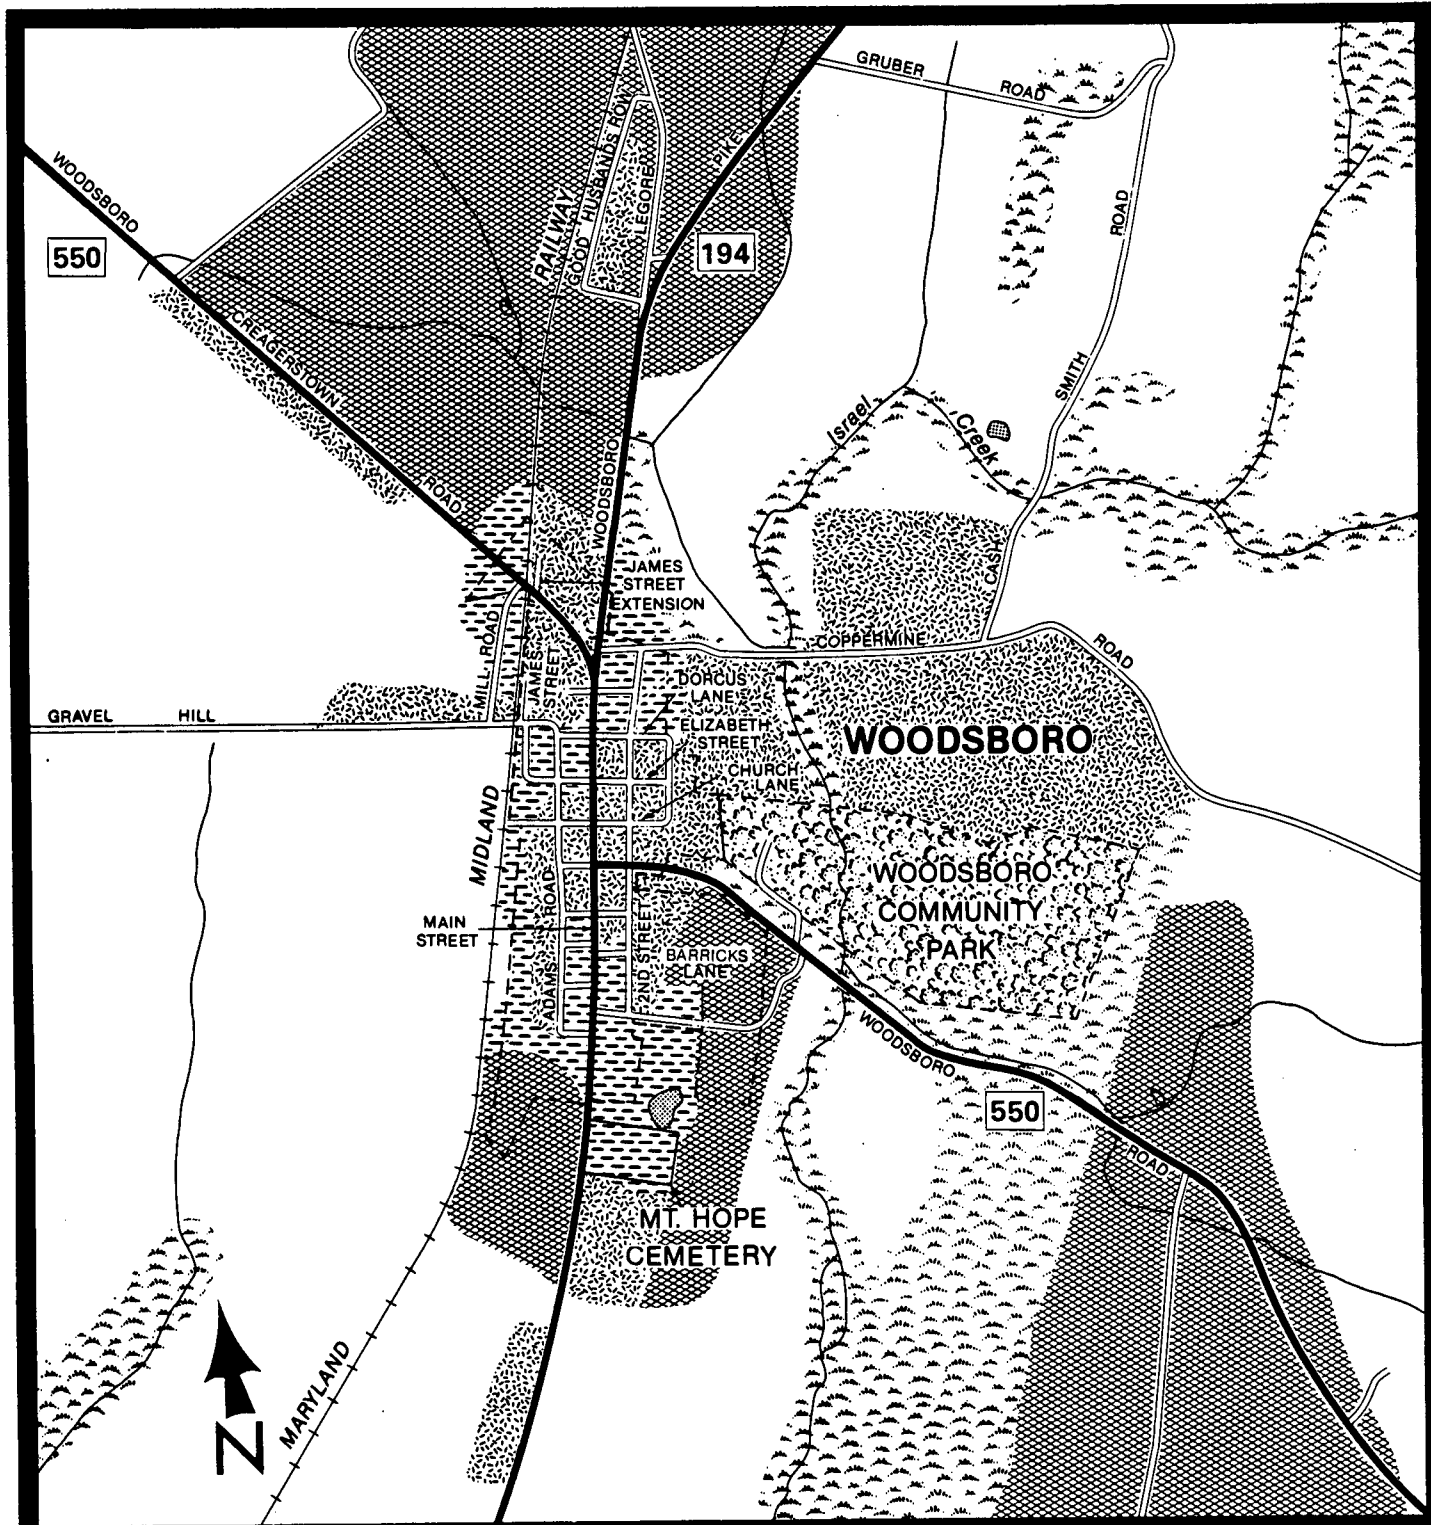 GRUBER
ROAD
WOODSBORO
550
PIKE
GOOD HUSBANDS ROW
RAILWAY
LEGORE
194
ROAD
CREAGERSTOWN
SMITH
Israel
Creek
ROAD
WOODSBORO
CASH
JAMES
STREET
EXTENSION
COPPERMINE
ROAD
MILL ROAD
JAMES
STREET
DORCUS
LANE
GRAVEL
HILL
ELIZABETH
STREET
WOODSBORO
CHURCH
LANE
MIDLAND
WOODSBORO
COMMUNITY
PARK
ADAMS ROAD
MAIN
STREET
2ND STREET
BARRICKS
LANE
WOODSBORO
550
ROAD
MT. HOPE
CEMETERY
MARYLAND
N